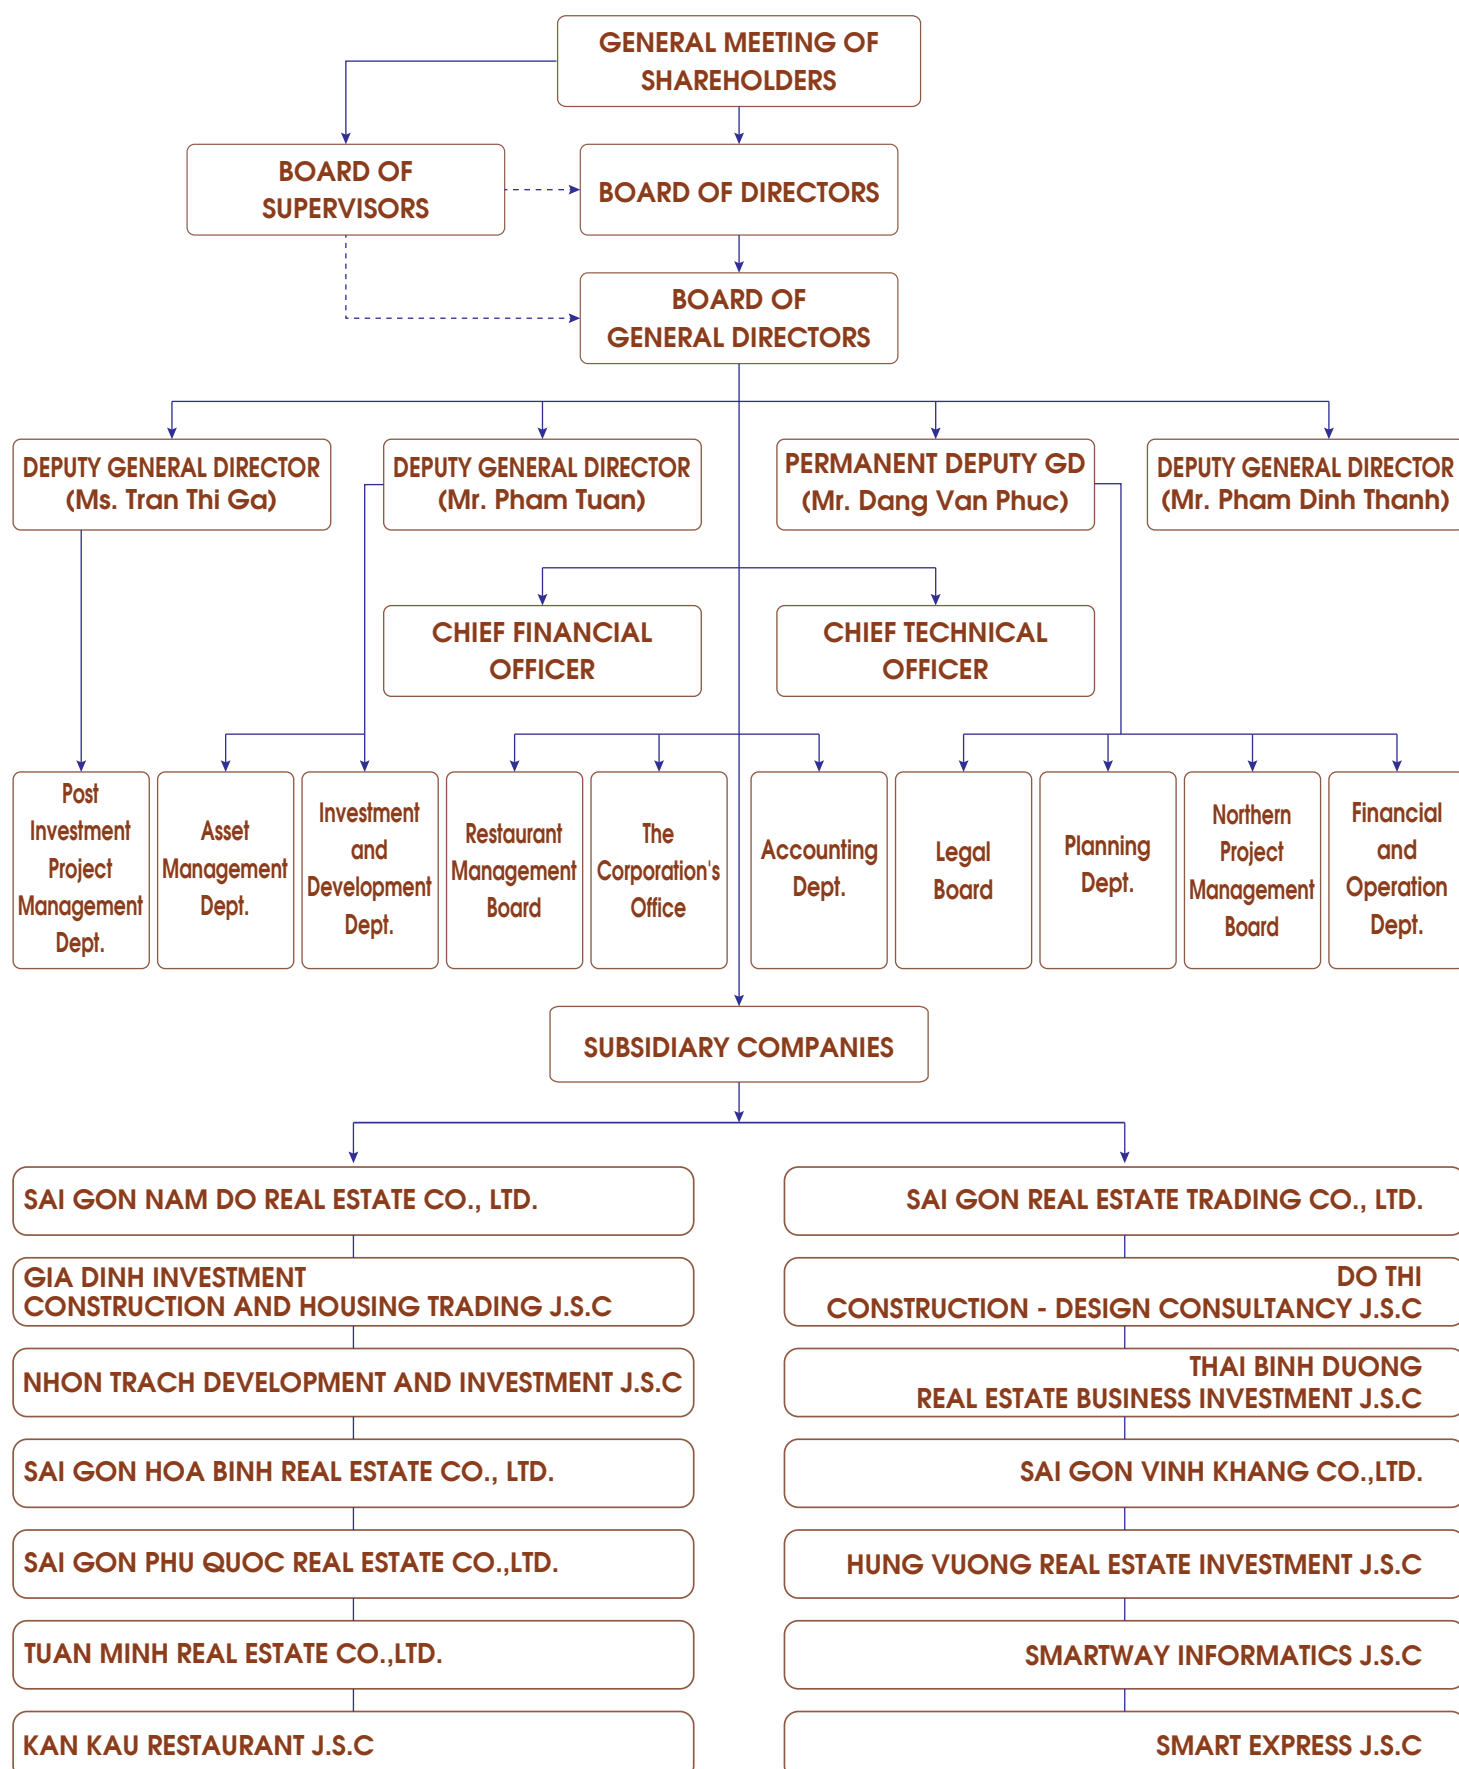 GENERAL MEETING OF
SHAREHOLDERS
BOARD OF
SUPERVISORS
BOARD OF DIRECTORS
BOARD OF
GENERAL DIRECTORS
DEPUTY GENERAL DIRECTOR
(Ms. Tran Thi Ga)
DEPUTY GENERAL DIRECTOR
(Mr. Pham Tuan)
PERMANENT DEPUTY GD
(Mr. Dang Van Phuc)
DEPUTY GENERAL DIRECTOR
(Mr. Pham Dinh Thanh)
CHIEF FINANCIAL
OFFICER
CHIEF TECHNICAL
OFFICER
Post
Investment
Project
Management
Dept.
Asset
Management
Dept.
Investment
and
Development
Dept.
Restaurant
Management
Board
The
Corporation's
Office
Accounting
Dept.
Legal
Board
Planning
Dept.
Northern
Project
Management
Board
Financial
and
Operation
Dept.
SUBSIDIARY COMPANIES
SAI GON NAM DO REAL ESTATE CO., LTD.
GIA DINH INVESTMENT
CONSTRUCTION AND HOUSING TRADING J.S.C
NHON TRACH DEVELOPMENT AND INVESTMENT J.S.C
SAI GON HOA BINH REAL ESTATE CO., LTD.
SAI GON PHU QUOC REAL ESTATE CO.,LTD.
TUAN MINH REAL ESTATE CO.,LTD.
KAN KAU RESTAURANT J.S.C
SAI GON REAL ESTATE TRADING CO., LTD.
DO THI
CONSTRUCTION - DESIGN CONSULTANCY J.S.C
THAI BINH DUONG
REAL ESTATE BUSINESS INVESTMENT J.S.C
SAI GON VINH KHANG CO.,LTD.
HUNG VUONG REAL ESTATE INVESTMENT J.S.C
SMARTWAY INFORMATICS J.S.C
SMART EXPRESS J.S.C